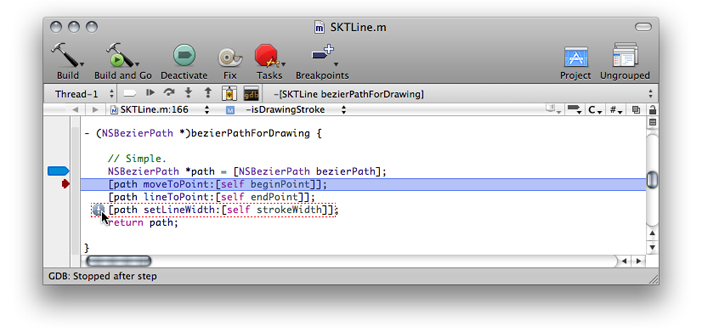 SKTLine.m
Build Build and Go Deactivate Fix Tasks Breakpoints Project Ungrouped
Thread-1 gdb -[SKTLine bezierPathForDrawing]
SKTLine.m:166 M -isDrawingStroke C #
- (NSBezierPath *)bezierPathForDrawing {
// Simple.
NSBezierPath *path = [NSBezierPath bezierPath];
[path moveToPoint:[self beginPoint]];
[path lineToPoint:[self endPoint]];
[path setLineWidth:[self strokeWidth]];
return path;
}
GDB: Stopped after step